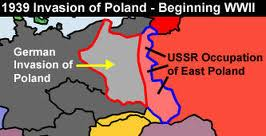 1939 Invasion of Poland - Beginning WWII
German
Invasion of
Poland
USSR Occupation
of East Poland